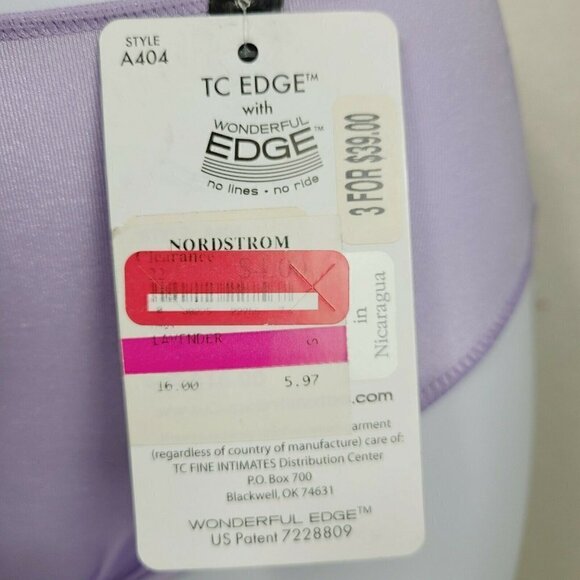 STYLE
A404
TC EDGE™
with
WONDERFUL
EDGE™
no lines • no ride
3 FOR $39.00
NORDSTROM
Clearance
LAVENDER S
16.00 5.97
in
Nicaragua
.com
arment
(regardless of country of manufacture) care of:
TC FINE INTIMATES Distribution Center
P.O. Box 700
Blackwell, OK 74631
WONDERFUL EDGE™
US Patent 7228809